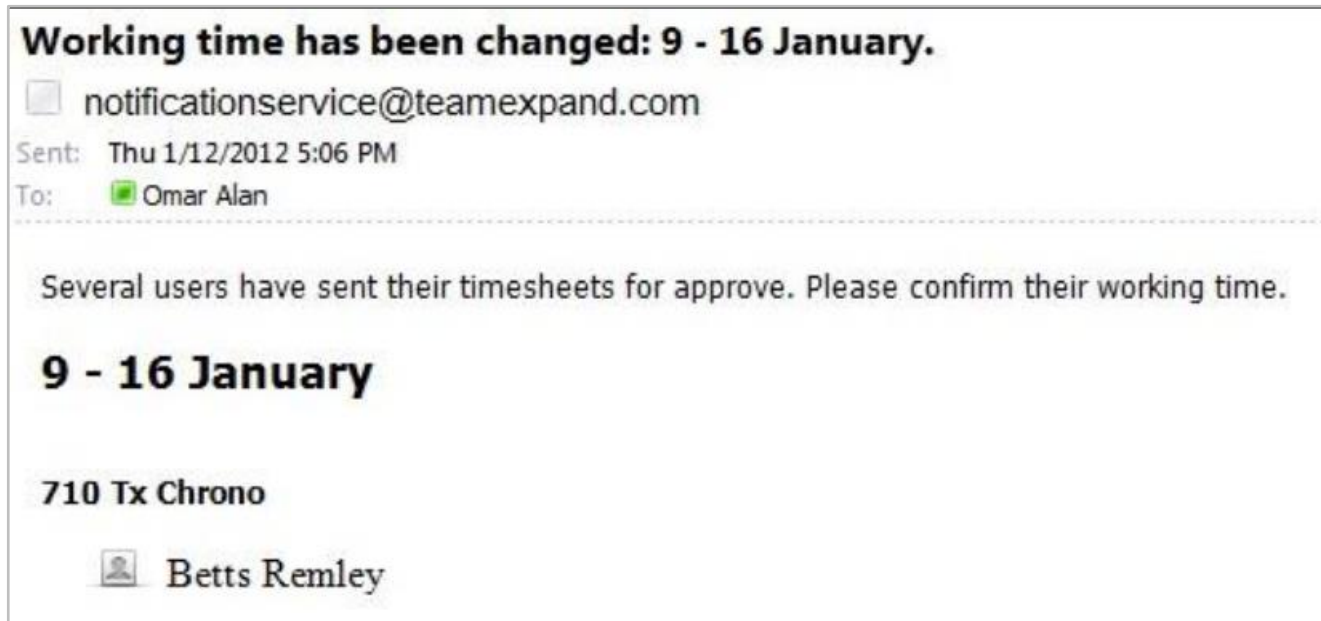 Working time has been changed: 9 - 16 January.
notificationservice@teamexpand.com
Sent: Thu 1/12/2012 5:06 PM
To: Omar Alan
Several users have sent their timesheets for approve. Please confirm their working time.
9 - 16 January
710 Tx Chrono
Betts Remley